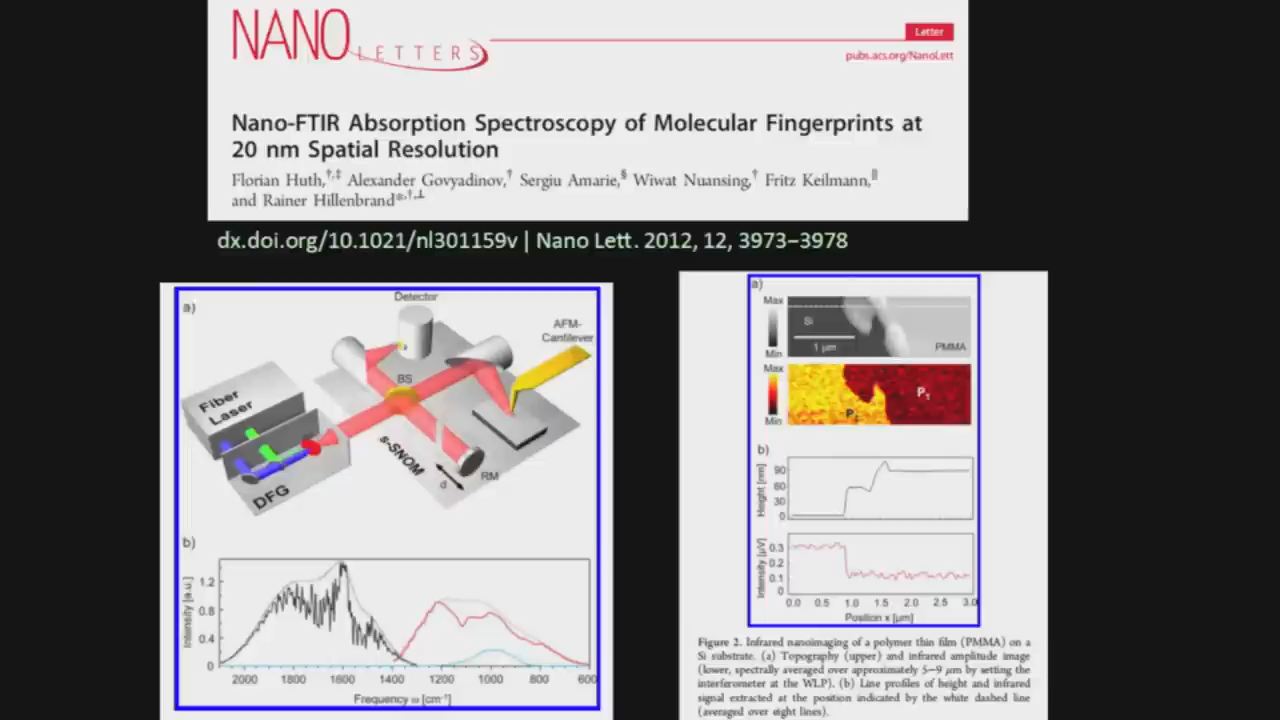 NANO LETTERS
Letter
pubs.acs.org/NanoLett
Nano-FTIR Absorption Spectroscopy of Molecular Fingerprints at
20 nm Spatial Resolution
Florian Huth,†,‡ Alexander Govyadinov,† Sergiu Amarie,§ Wiwat Nuansing,† Fritz Keilmann,∥
and Rainer Hillenbrand*,†,⊥
dx.doi.org/10.1021/nl301159v | Nano Lett. 2012, 12, 3973–3978
a)
Detector
AFM-
Cantilever
BS
Fiber
Laser
s-SNOM
RM
d
DFG
b)
Intensity [a.u.]
1.2
0.8
0.4
0
2000 1800 1600 1400 1200 1000 800 600
Frequency ω [cm⁻¹]
a)
Max
Min
Si
1 µm
PMMA
Max
Min
P₁
b)
Height [nm]
90
60
30
0
Intensity [µV]
0.3
0.2
0.1
0
0.0 0.5 1.0 1.5 2.0 2.5 3.0
Position x [µm]
Figure 2. Infrared nanoimaging of a polymer thin film (PMMA) on a
Si substrate. (a) Topography (upper) and infrared amplitude image
(lower, spectrally averaged over approximately 5–9 µm by setting the
interferometer at the WLP). (b) Line profiles of height and infrared
signal extracted at the position indicated by the white dashed line
(averaged over eight lines).